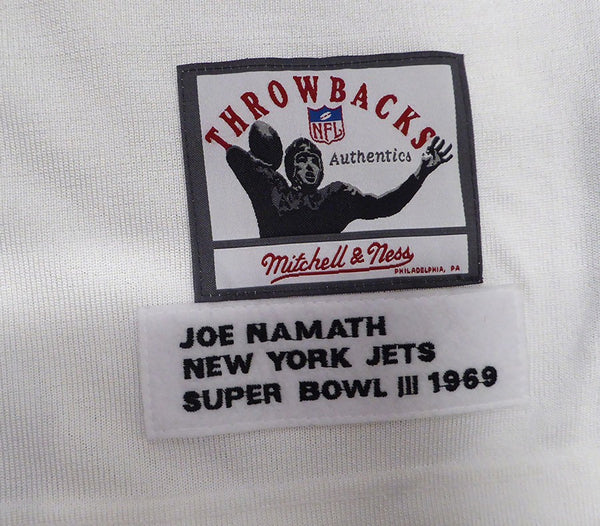 THROWBACKS
NFL
Authentics
Mitchell & Ness
PHILADELPHIA, PA
JOE NAMATH
NEW YORK JETS
SUPER BOWL III 1969